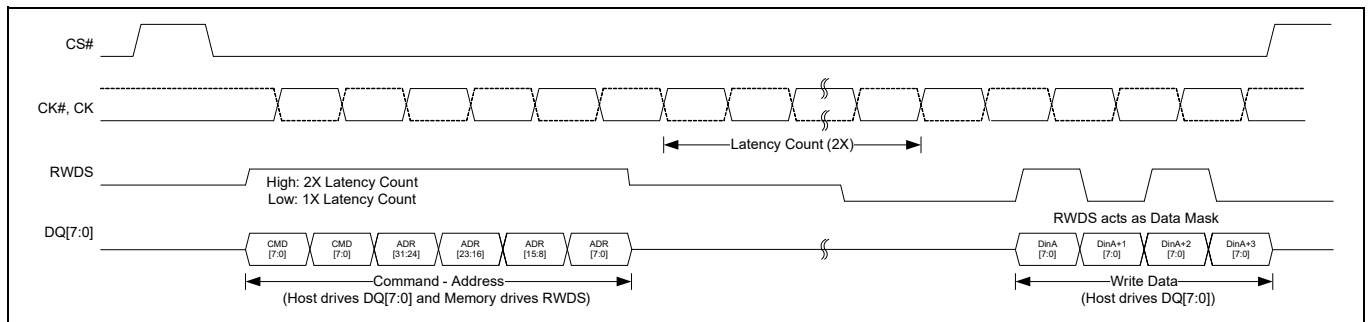 CS#
CK#, CK
Latency Count (2X)
RWDS
High: 2X Latency Count
Low: 1X Latency Count
RWDS acts as Data Mask
DQ[7:0]
CMD [7:0]
CMD [7:0]
ADR [31:24]
ADR [23:16]
ADR [15:8]
ADR [7:0]
DinA [7:0]
DinA+1 [7:0]
DinA+2 [7:0]
DinA+3 [7:0]
Command - Address
(Host drives DQ[7:0] and Memory drives RWDS)
Write Data
(Host drives DQ[7:0])